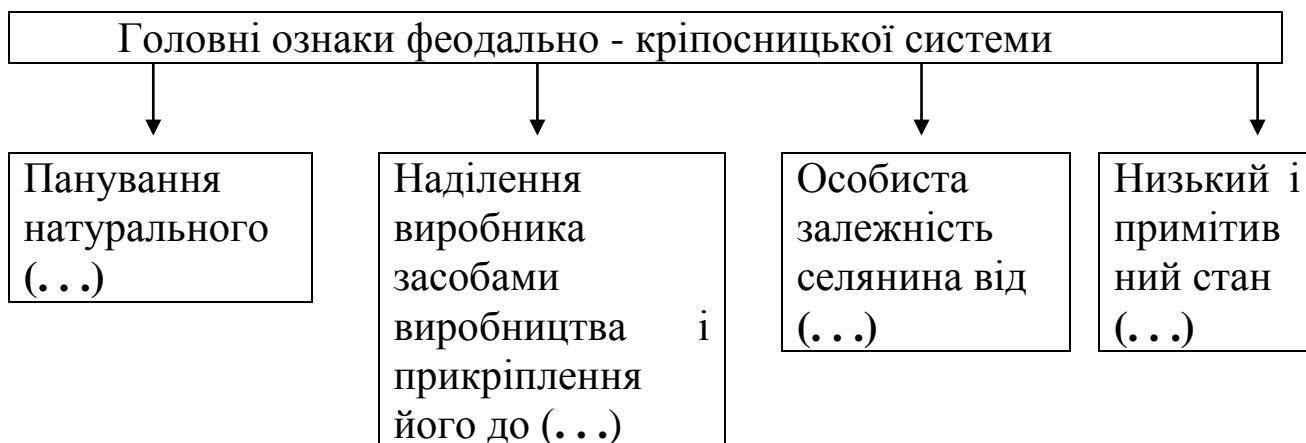 Головні ознаки феодально - кріпосницької системи
Панування
натурального
(. . .)
Наділення
виробника
засобами
виробництва і
прикріплення
його до (. . .)
Особиста
залежність
селянина від
(. . .)
Низький і
примітив
ний стан
(. . .)